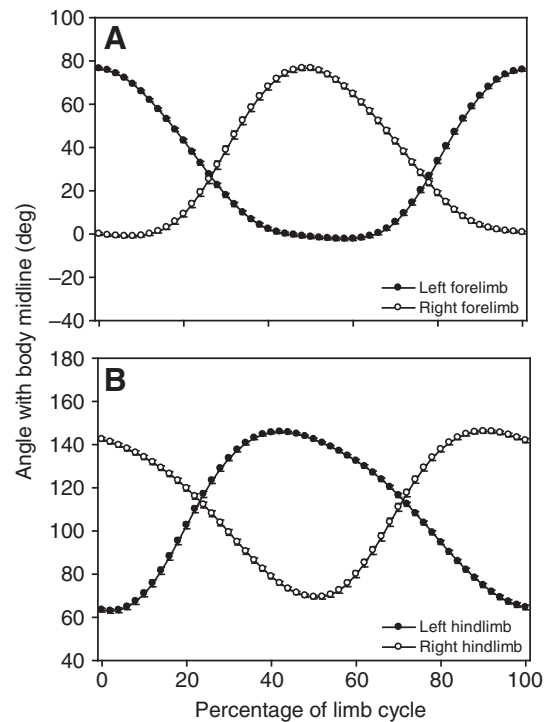 A
100
80
60
40
20
0
–20
–40
Left forelimb
Right forelimb
Angle with body midline (deg)
B
180
160
140
120
100
80
60
40
Left hindlimb
Right hindlimb
0 20 40 60 80 100
Percentage of limb cycle